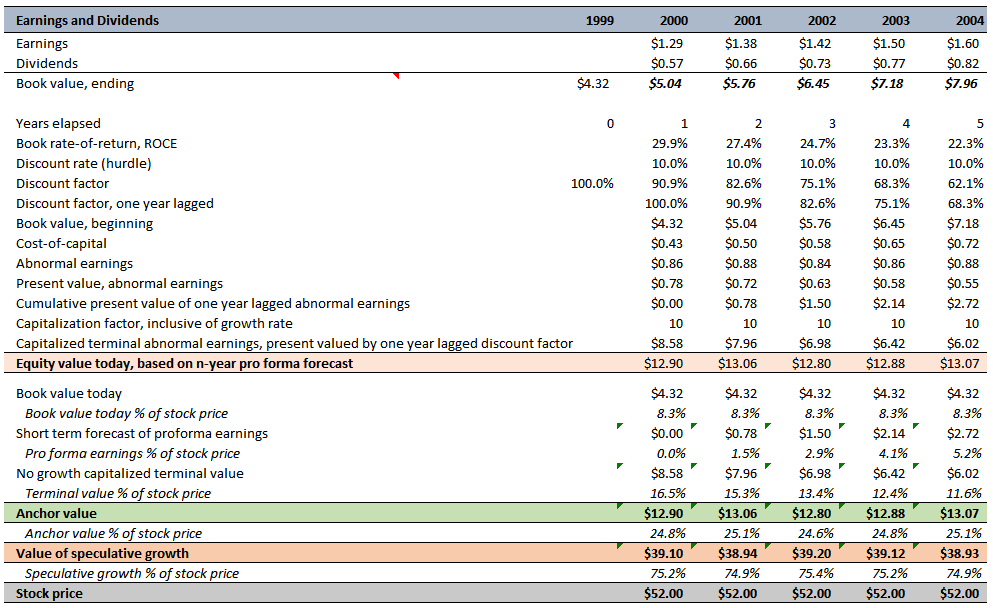 Earnings and Dividends 1999 2000 2001 2002 2003 2004
Earnings $1.29 $1.38 $1.42 $1.50 $1.60
Dividends $0.57 $0.66 $0.73 $0.77 $0.82
Book value, ending $4.32 $5.04 $5.76 $6.45 $7.18 $7.96
Years elapsed 0 1 2 3 4 5
Book rate-of-return, ROCE 29.9% 27.4% 24.7% 23.3% 22.3%
Discount rate (hurdle) 10.0% 10.0% 10.0% 10.0% 10.0%
Discount factor 100.0% 90.9% 82.6% 75.1% 68.3% 62.1%
Discount factor, one year lagged 100.0% 90.9% 82.6% 75.1% 68.3%
Book value, beginning $4.32 $5.04 $5.76 $6.45 $7.18
Cost-of-capital $0.43 $0.50 $0.58 $0.65 $0.72
Abnormal earnings $0.86 $0.88 $0.84 $0.86 $0.88
Present value, abnormal earnings $0.78 $0.72 $0.63 $0.58 $0.55
Cumulative present value of one year lagged abnormal earnings $0.00 $0.78 $1.50 $2.14 $2.72
Capitalization factor, inclusive of growth rate 10 10 10 10 10
Capitalized terminal abnormal earnings, present valued by one year lagged discount factor $8.58 $7.96 $6.98 $6.42 $6.02
Equity value today, based on n-year pro forma forecast $12.90 $13.06 $12.80 $12.88 $13.07
Book value today $4.32 $4.32 $4.32 $4.32 $4.32
Book value today % of stock price 8.3% 8.3% 8.3% 8.3% 8.3%
Short term forecast of proforma earnings $0.00 $0.78 $1.50 $2.14 $2.72
Pro forma earnings % of stock price 0.0% 1.5% 2.9% 4.1% 5.2%
No growth capitalized terminal value $8.58 $7.96 $6.98 $6.42 $6.02
Terminal value % of stock price 16.5% 15.3% 13.4% 12.4% 11.6%
Anchor value $12.90 $13.06 $12.80 $12.88 $13.07
Anchor value % of stock price 24.8% 25.1% 24.6% 24.8% 25.1%
Value of speculative growth $39.10 $38.94 $39.20 $39.12 $38.93
Speculative growth % of stock price 75.2% 74.9% 75.4% 75.2% 74.9%
Stock price $52.00 $52.00 $52.00 $52.00 $52.00